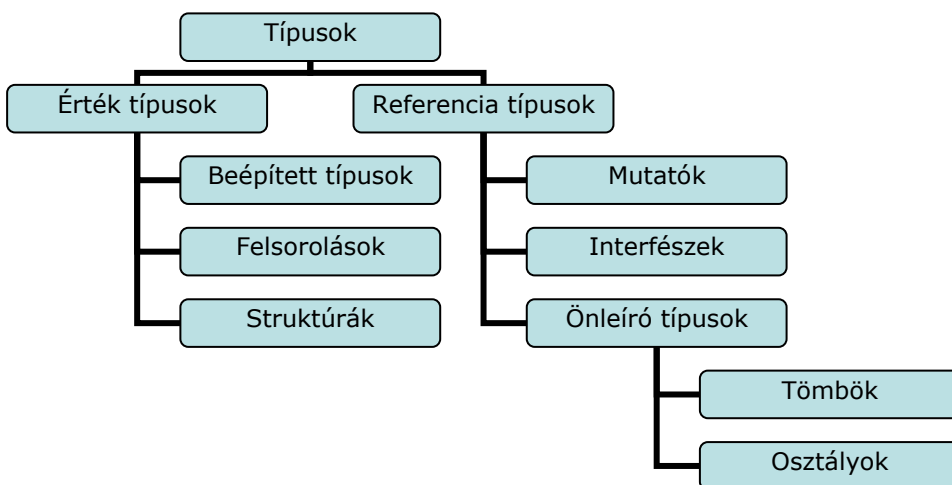 Típusok
Érték típusok
Referencia típusok
Beépített típusok
Mutatók
Felsorolások
Interfészek
Struktúrák
Önleíró típusok
Tömbök
Osztályok